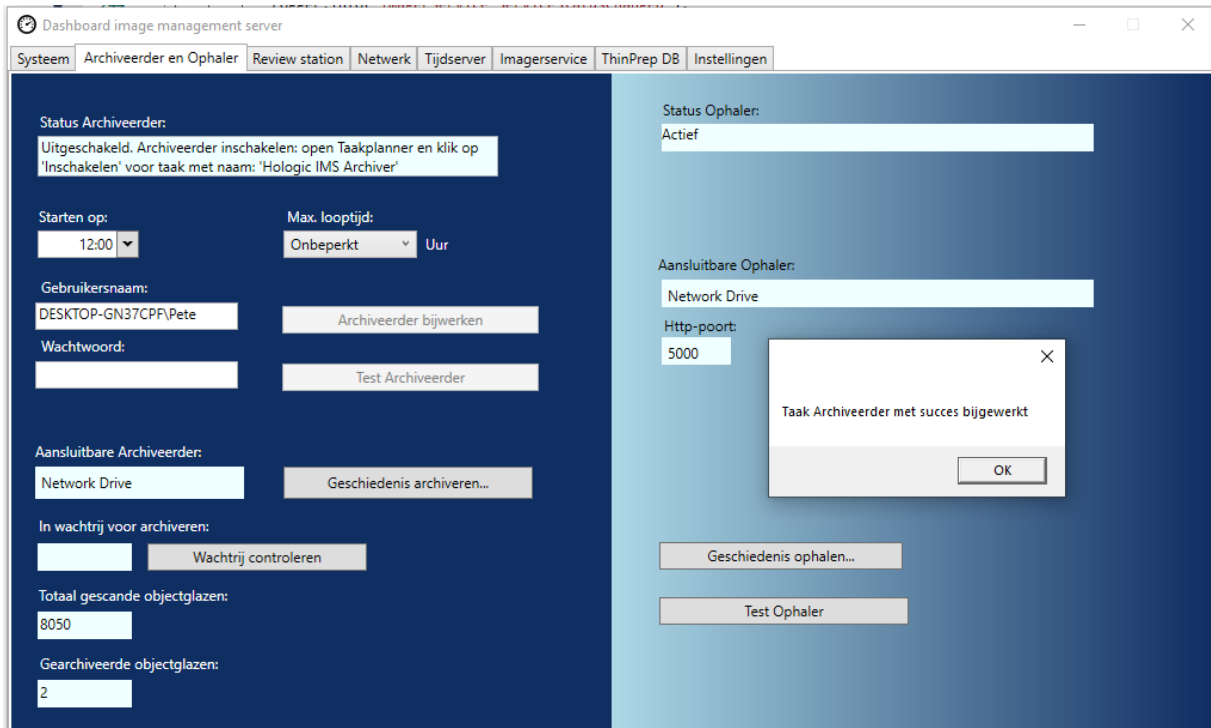 Dashboard image management server
Systeem Archiveerder en Ophaler Review station Netwerk Tijdserver Imagerservice ThinPrep DB Instellingen
Status Archiveerder:
Uitgeschakeld. Archiveerder inschakelen: open Taakplanner en klik op
'Inschakelen' voor taak met naam: 'Hologic IMS Archiver'
Starten op:
Max. looptijd:
12:00
Onbeperkt
Uur
Gebruikersnaam:
DESKTOP-GN37CPF\Pete
Archiveerder bijwerken
Wachtwoord:
Test Archiveerder
Aansluitbare Archiveerder:
Network Drive
Geschiedenis archiveren...
In wachtrij voor archiveren:
Wachtrij controleren
Totaal gescande objectglazen:
8050
Gearchiveerde objectglazen:
2
Status Ophaler:
Actief
Aansluitbare Ophaler:
Network Drive
Http-poort:
5000
Taak Archiveerder met succes bijgewerkt
OK
Geschiedenis ophalen...
Test Ophaler